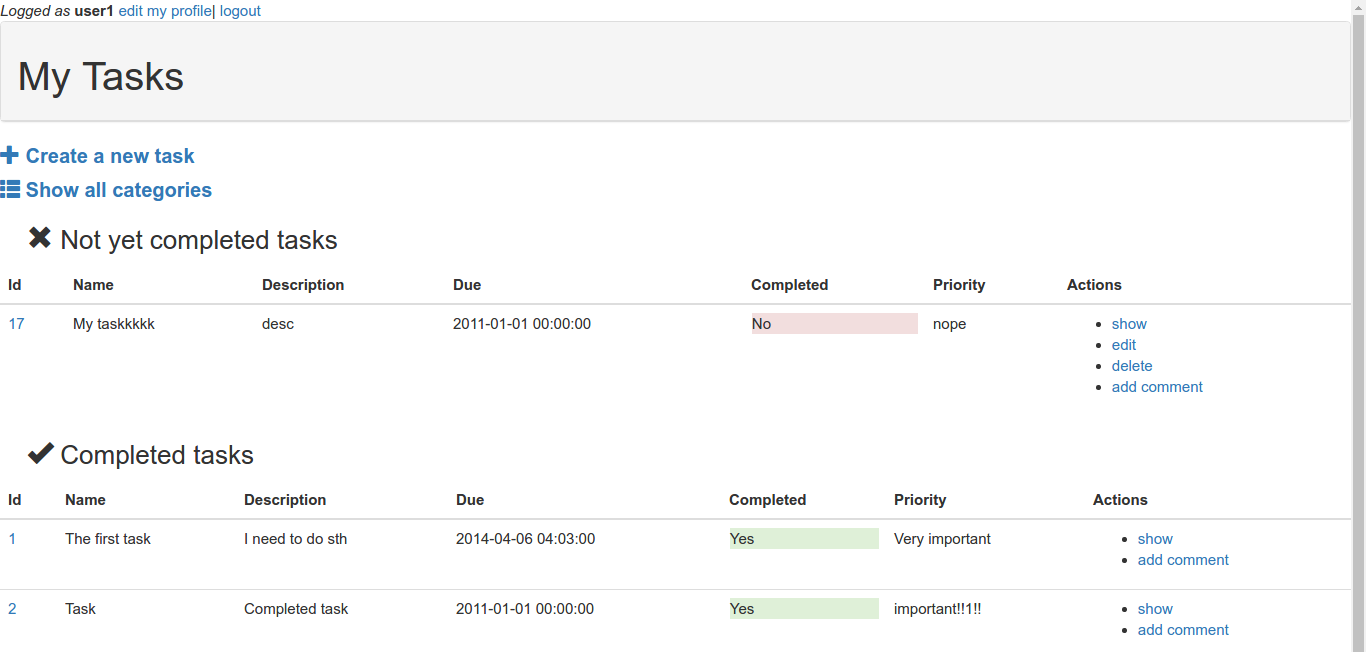 Logged as user1 edit my profile| logout
My Tasks
Create a new task
Show all categories
Not yet completed tasks
Id Name Description Due Completed Priority Actions
17 My taskkkkk desc 2011-01-01 00:00:00 No nope show
edit
delete
add comment
Completed tasks
Id Name Description Due Completed Priority Actions
1 The first task I need to do sth 2014-04-06 04:03:00 Yes Very important show
add comment
2 Task Completed task 2011-01-01 00:00:00 Yes important!!1!! show
add comment